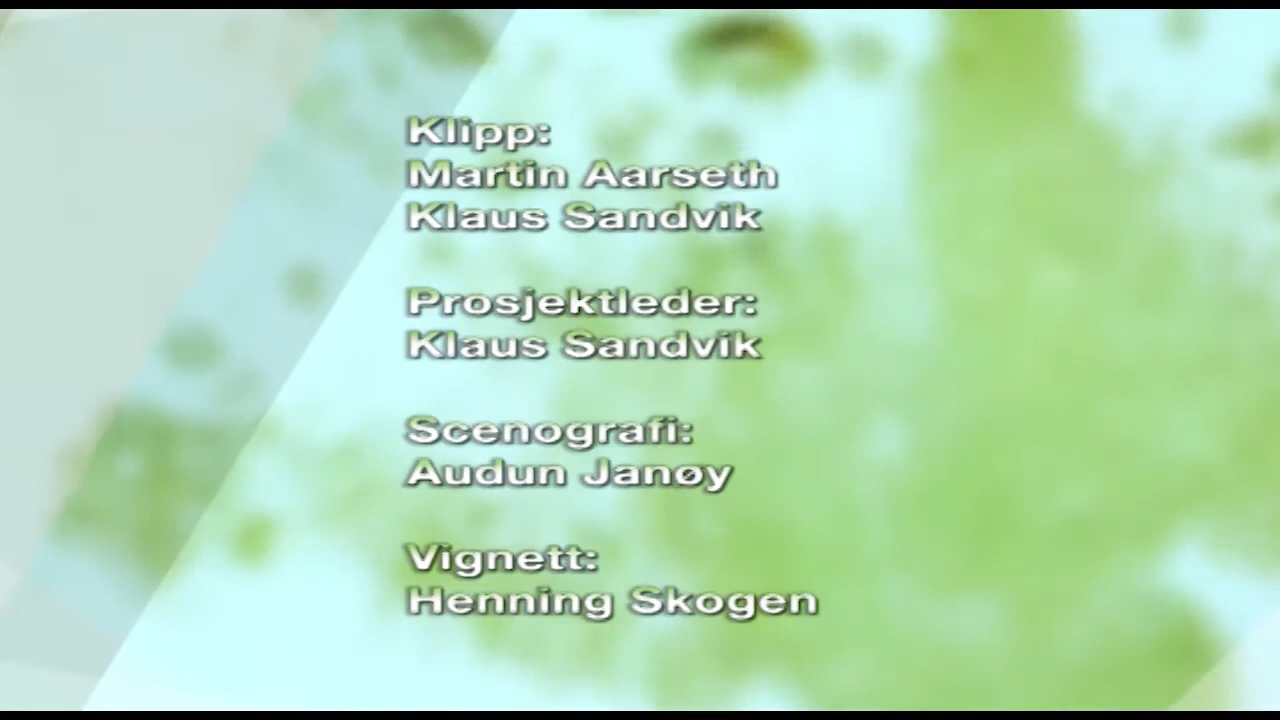 Klipp:
Martin Aarseth
Klaus Sandvik
Prosjektleder:
Klaus Sandvik
Scenografi:
Audun Janøy
Vignett:
Henning Skogen